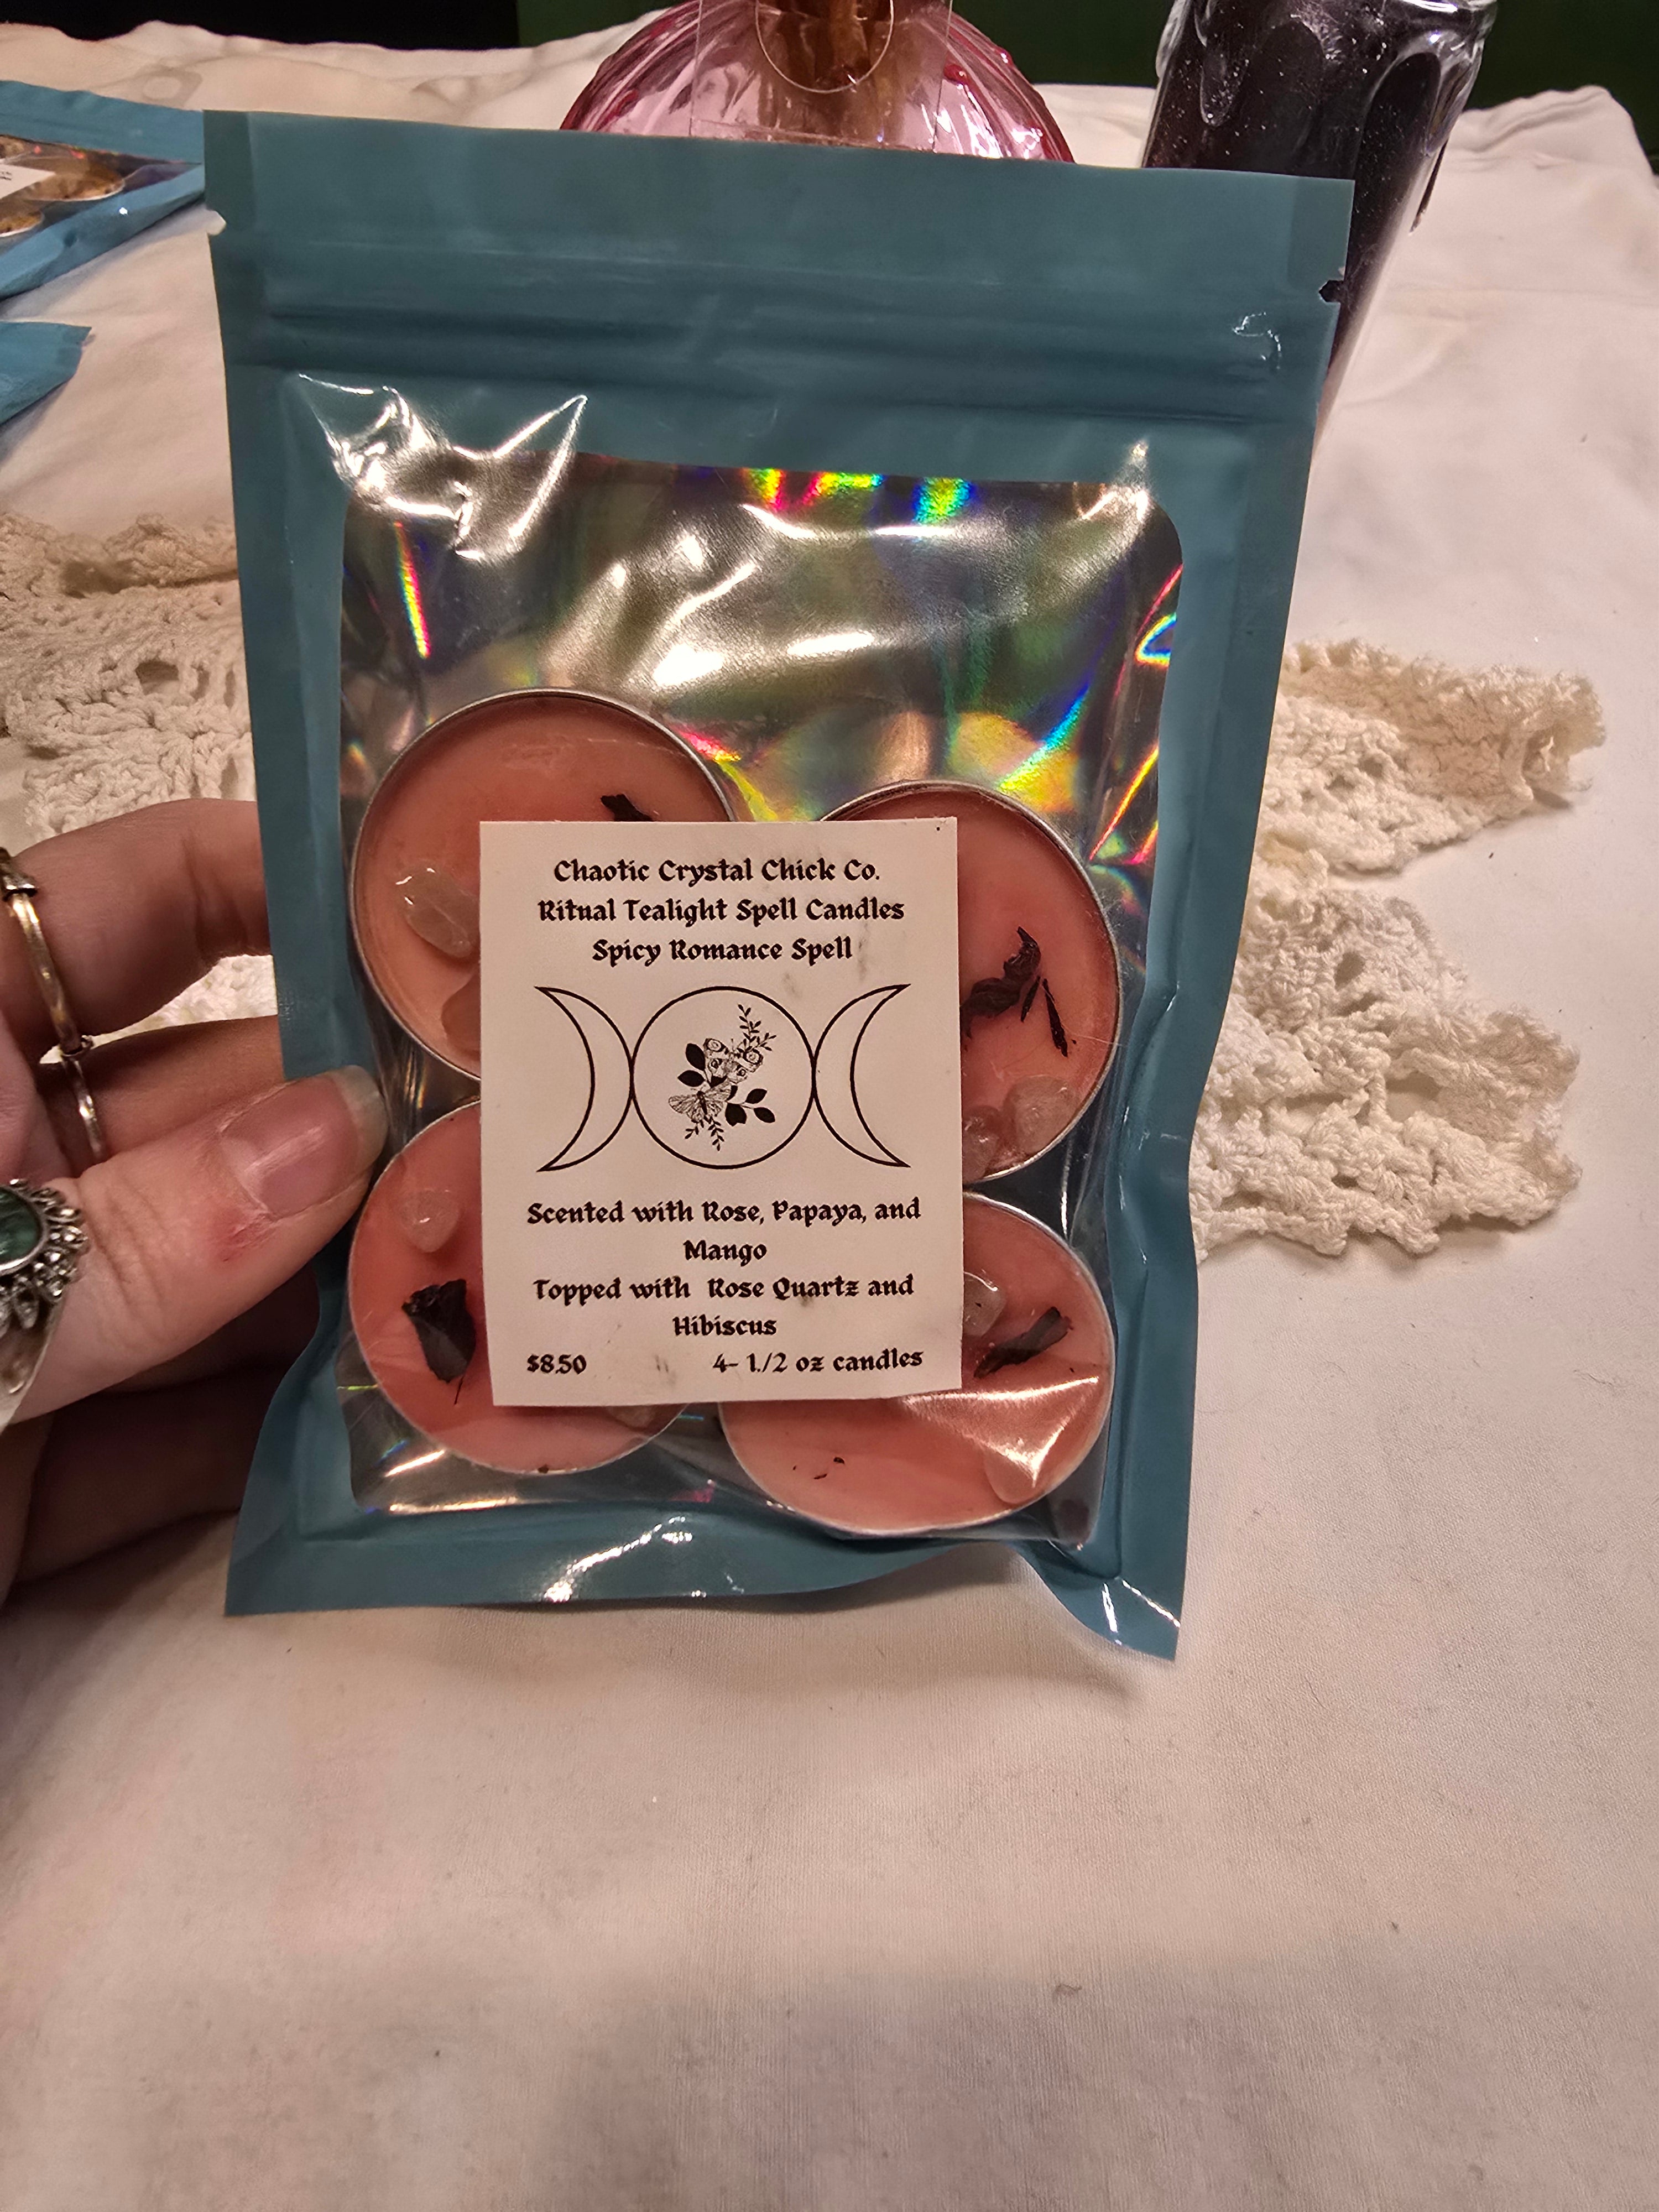 Chaotic Crystal Chick Co.
Ritual Tealight Spell Candles
Spicy Romance Spell
Scented with Rose, Papaya, and
Mango
Topped with Rose Quartz and
Hibiscus
$8.50 4- 1./2 oz candles